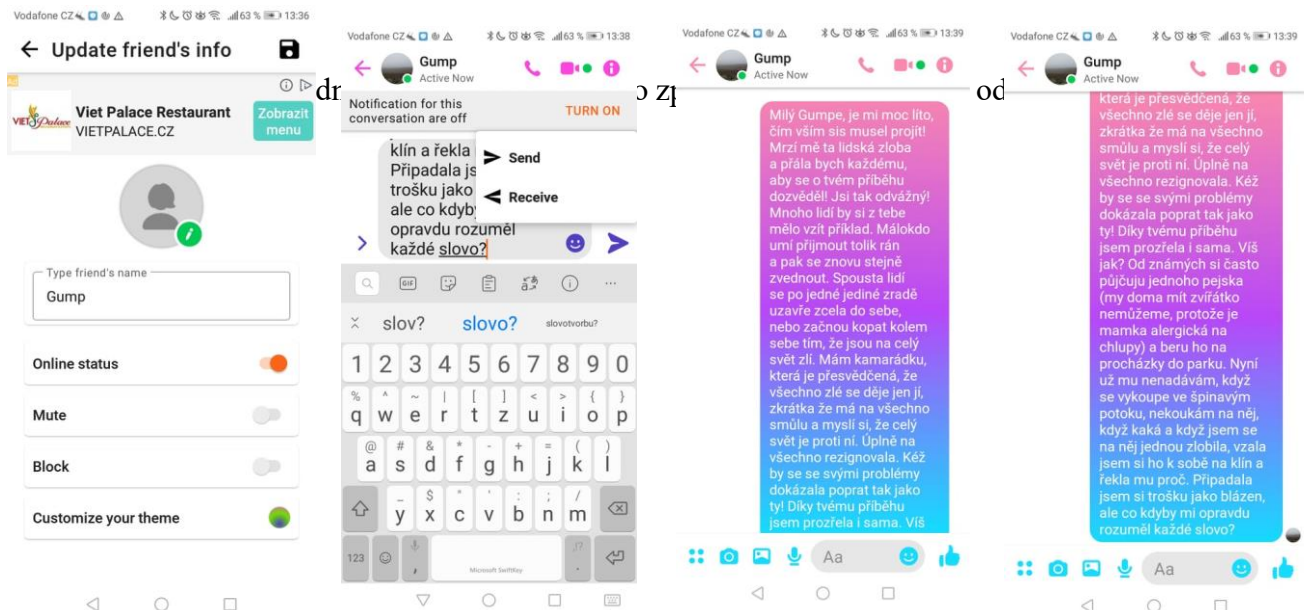 Vodafone CZ
63 %
13:36
Update friend's info
Viet Palace Restaurant
VIETPALACE.CZ
Zobrazit
menu
Type friend's name
Gump
Online status
Mute
Block
Customize your theme
Vodafone CZ
63 %
13:38
Gump
Active Now
Notification for this
conversation are off
TURN ON
Send
Receive
klín a řekla
Připadala js
trošku jako
ale co kdyby
opravdu rozuměl
každé slovo?
GIF
slov?
slovo?
slovotvorbu?
1 2 3 4 5 6 7 8 9 0
q w e r t z u i o p
a s d f g h j k l
y x c v b n m
123
Microsoft SwiftKey
Vodafone CZ
63 %
13:39
Gump
Active Now
Milý Gumpe, je mi moc líto,
čím vším sis musel projít!
Mrzí mě ta lidská zloba
a přála bych každému,
aby se o tvém příběhu
dozvěděl! Jsi tak odvážný!
Mnoho lidí by si z tebe
mělo vzít příklad. Málokdo
umí přijmout tolik rán
a pak se znovu stejně
zvednout. Spousta lidí
se po jedné jediné zradě
uzavře zcela do sebe,
nebo začnou kopat kolem
sebe tím, že jsou na celý
svět zlí. Mám kamarádku,
která je přesvědčená, že
všechno zlé se děje jen jí,
zkrátka že má na všechno
smůlu a myslí si, že celý
svět je proti ní. Úplně na
všechno rezignovala. Kéž
by se se svými problémy
dokázala poprat tak jako
ty! Díky tvému příběhu
jsem prozřela i sama. Víš
Aa
Vodafone CZ
63 %
13:39
Gump
Active Now
která je přesvědčená, že
všechno zlé se děje jen jí,
zkrátka že má na všechno
smůlu a myslí si, že celý
svět je proti ní. Úplně na
všechno rezignovala. Kéž
by se se svými problémy
dokázala poprat tak jako
ty! Díky tvému příběhu
jsem prozřela i sama. Víš
jak? Od známých si často
půjčuju jednoho pejska
(my doma mít zvířátko
nemůžeme, protože je
mamka alergická na
chlupy) a beru ho na
procházky do parku. Nyní
už mu nenadávám, když
se vykoupe ve špinavým
potoku, nekoukám na něj,
když kaká a když jsem se
na něj jednou zlobila, vzala
jsem si ho k sobě na klín a
řekla mu proč. Připadala
jsem si trošku jako blázen,
ale co kdyby mi opravdu
rozuměl každé slovo?
Aa